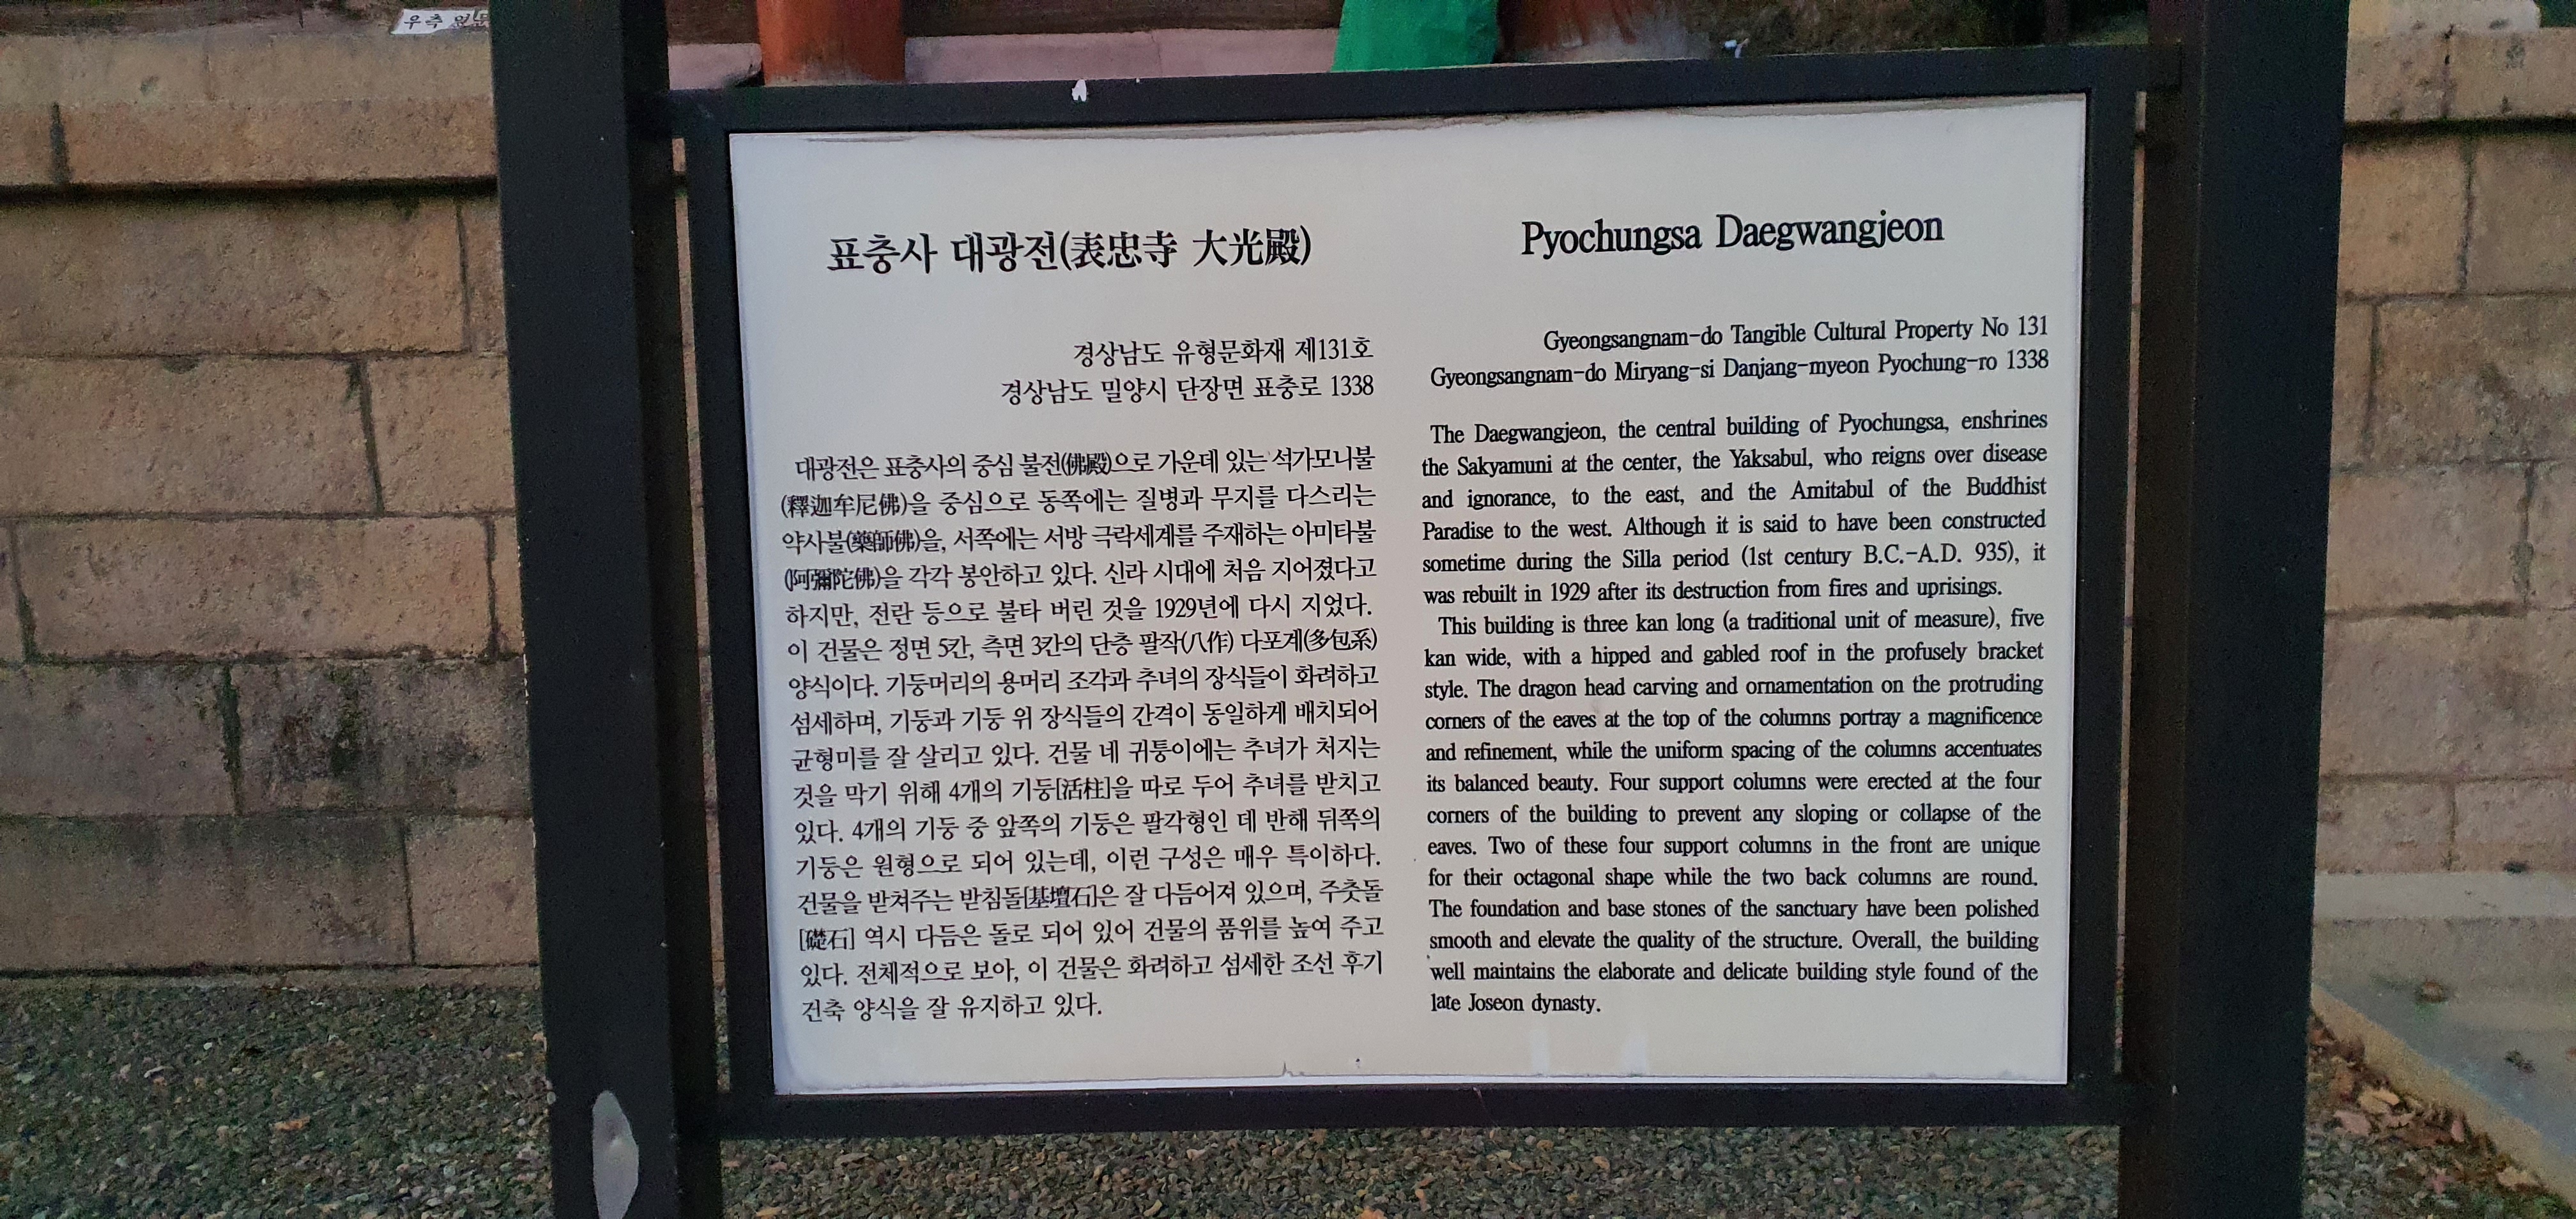 우측
표충사 대광전(表忠寺 大光殿)
경상남도 유형문화재 제131호
경상남도 밀양시 단장면 표충로 1338
대광전은 표충사의 중심 불전(佛殿)으로 가운데 있는 석가모니불
(釋迦牟尼佛)을 중심으로 동쪽에는 질병과 무지를 다스리는
약사불(藥師佛)을, 서쪽에는 서방 극락세계를 주재하는 아미타불
(阿彌陀佛)을 각각 봉안하고 있다. 신라 시대에 처음 지어졌다고
하지만, 전란 등으로 불타 버린 것을 1929년에 다시 지었다.
이 건물은 정면 5칸, 측면 3칸의 단층 팔작(八作) 다포계(多包系)
양식이다. 기둥머리의 용머리 조각과 추녀의 장식들이 화려하고
섬세하며, 기둥과 기둥 위 장식들의 간격이 동일하게 배치되어
균형미를 잘 살리고 있다. 건물 네 귀퉁이에는 추녀가 처지는
것을 막기 위해 4개의 기둥[活柱]을 따로 두어 추녀를 받치고
있다. 4개의 기둥 중 앞쪽의 기둥은 팔각형인 데 반해 뒤쪽의
기둥은 원형으로 되어 있는데, 이런 구성은 매우 특이하다.
건물을 받쳐주는 받침돌[基壇石]은 잘 다듬어져 있으며, 주춧돌
[礎石] 역시 다듬은 돌로 되어 있어 건물의 품위를 높여 주고
있다. 전체적으로 보아, 이 건물은 화려하고 섬세한 조선 후기
건축 양식을 잘 유지하고 있다.
Pyochungsa Daegwangjeon
Gyeongsangnam-do Tangible Cultural Property No 131
Gyeongsangnam-do Miryang-si Danjang-myeon Pyochung-ro 1338
The Daegwangjeon, the central building of Pyochungsa, enshrines
the Sakyamuni at the center, the Yaksabul, who reigns over disease
and ignorance, to the east, and the Amitabul of the Buddhist
Paradise to the west. Although it is said to have been constructed
sometime during the Silla period (1st century B.C.-A.D. 935), it
was rebuilt in 1929 after its destruction from fires and uprisings.
This building is three kan long (a traditional unit of measure), five
kan wide, with a hipped and gabled roof in the profusely bracket
style. The dragon head carving and ornamentation on the protruding
corners of the eaves at the top of the columns portray a magnificence
and refinement, while the uniform spacing of the columns accentuates
its balanced beauty. Four support columns were erected at the four
corners of the building to prevent any sloping or collapse of the
eaves. Two of these four support columns in the front are unique
for their octagonal shape while the two back columns are round.
The foundation and base stones of the sanctuary have been polished
smooth and elevate the quality of the structure. Overall, the building
well maintains the elaborate and delicate building style found of the
late Joseon dynasty.